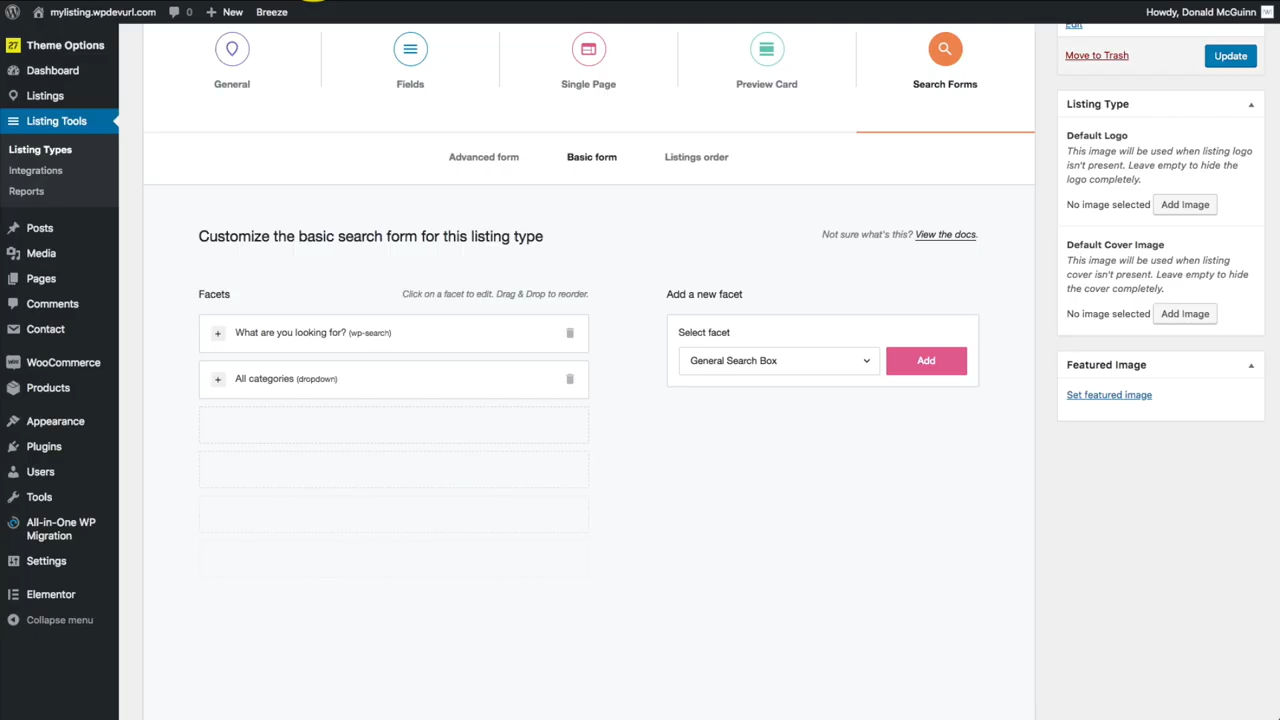 mylisting.wpdevurl.com
0
New
Breeze
Howdy, Donald McGuinn
27 Theme Options
Dashboard
Listings
Listing Tools
Listing Types
Integrations
Reports
Posts
Media
Pages
Comments
Contact
WooCommerce
Products
Appearance
Plugins
Users
Tools
All-in-One WP
Migration
Settings
Elementor
Collapse menu
General
Fields
Single Page
Preview Card
Search Forms
Advanced form
Basic form
Listings order
Customize the basic search form for this listing type
Not sure what's this? View the docs.
Facets
Click on a facet to edit. Drag & Drop to reorder.
+ What are you looking for? (wp-search)
+ All categories (dropdown)
Add a new facet
Select facet
General Search Box
Add
Edit
Move to Trash
Update
Listing Type
Default Logo
This image will be used when listing logo
isn't present. Leave empty to hide the
logo completely.
No image selected Add Image
Default Cover Image
This image will be used when listing
cover isn't present. Leave empty to hide
the cover completely.
No image selected Add Image
Featured Image
Set featured image